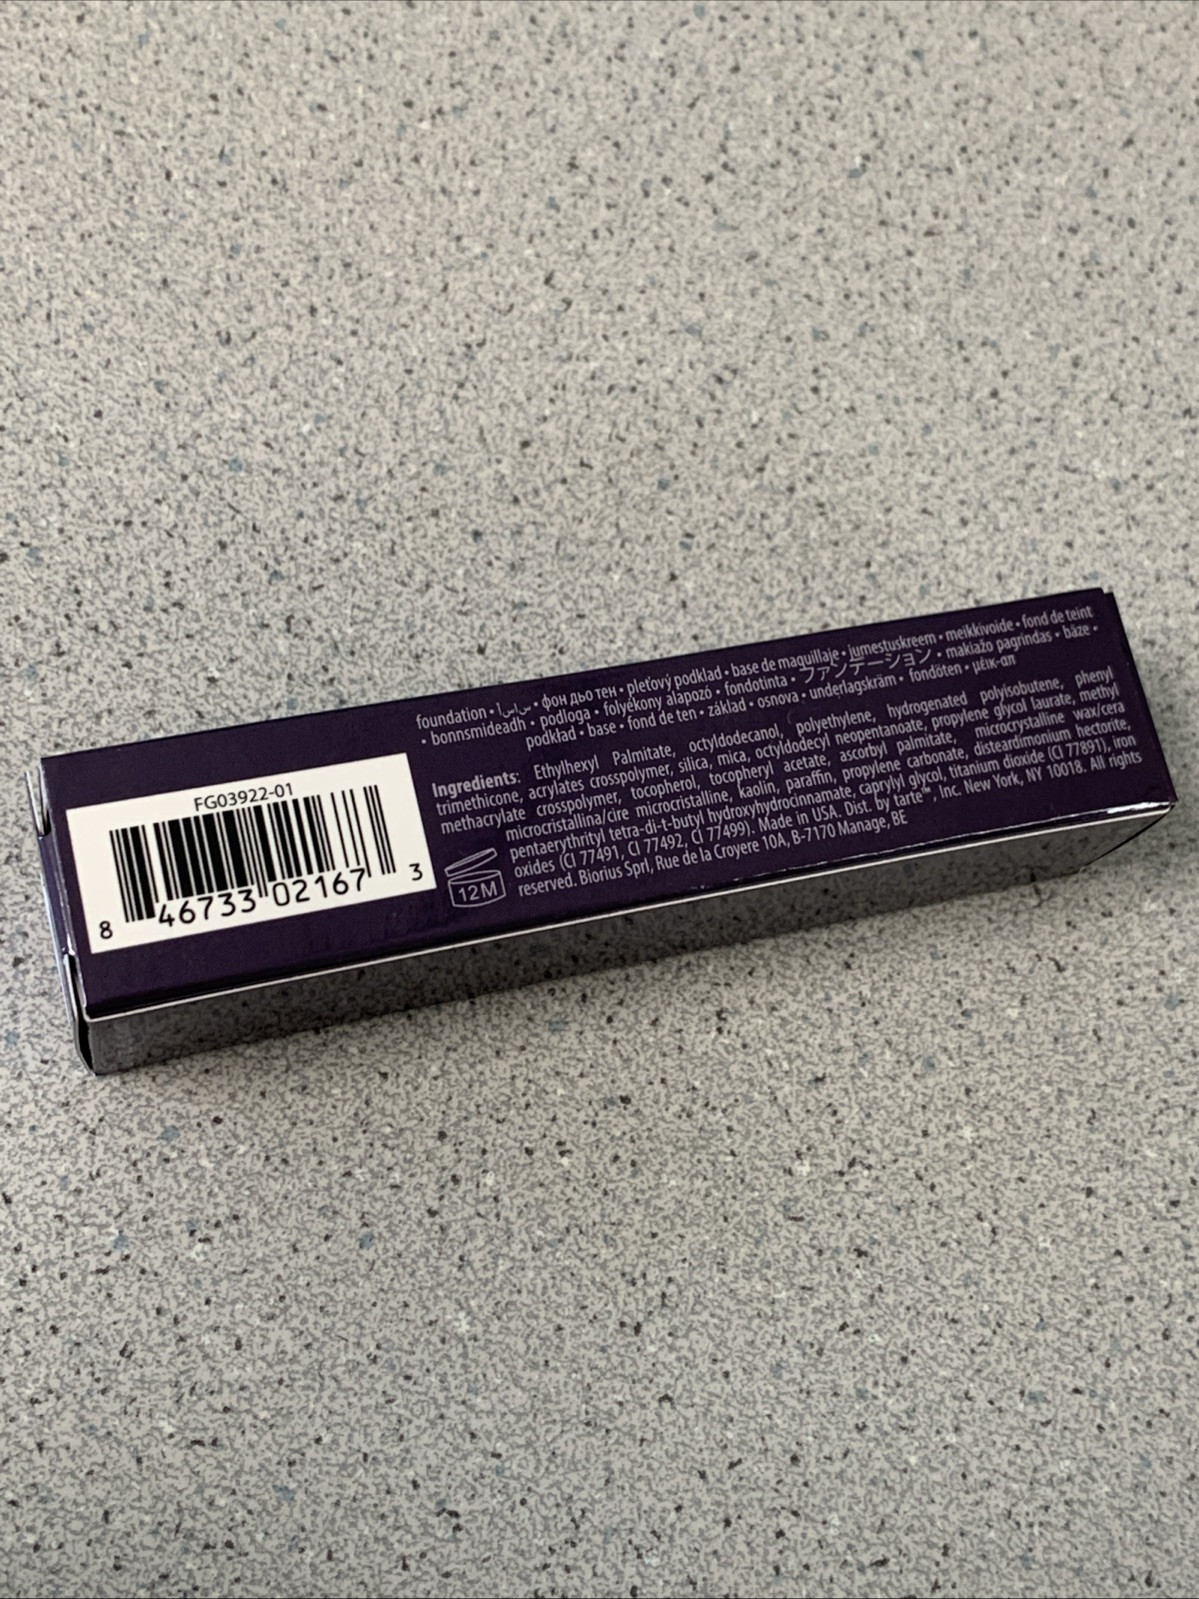 foundation • أساس • фон дьо тен • pleťový podklad • base de maquillaje • jumestuskreem • meikkivoide • fond de teint
• bonnsmideadh • podloga • folyékony alapozó • fondotinta • ファンデーション • makiažo pagrindas • bāze •
podkład • base • fond de ten • základ • osnova • underlagskräm • fondöten • μέικ-απ
Ingredients: Ethylhexyl Palmitate, octyldodecanol, polyethylene, hydrogenated polyisobutene, phenyl
trimethicone, acrylates crosspolymer, silica, mica, octyldodecyl neopentanoate, propylene glycol laurate, methyl
methacrylate crosspolymer, tocopherol, tocopheryl acetate, ascorbyl palmitate, microcrystalline wax/cera
microcristallina/cire microcristalline, kaolin, paraffin, propylene carbonate, disteardimonium hectorite,
pentaerythrityl tetra-di-t-butyl hydroxyhydrocinnamate, caprylyl glycol, titanium dioxide (CI 77891), iron
oxides (CI 77491, CI 77492, CI 77499). Made in USA. Dist. by tarte™, Inc. New York, NY 10018. All rights
reserved. Biorius Sprl, Rue de la Croyere 10A, B-7170 Manage, BE
12M
FG03922-01
8 46733 02167 3